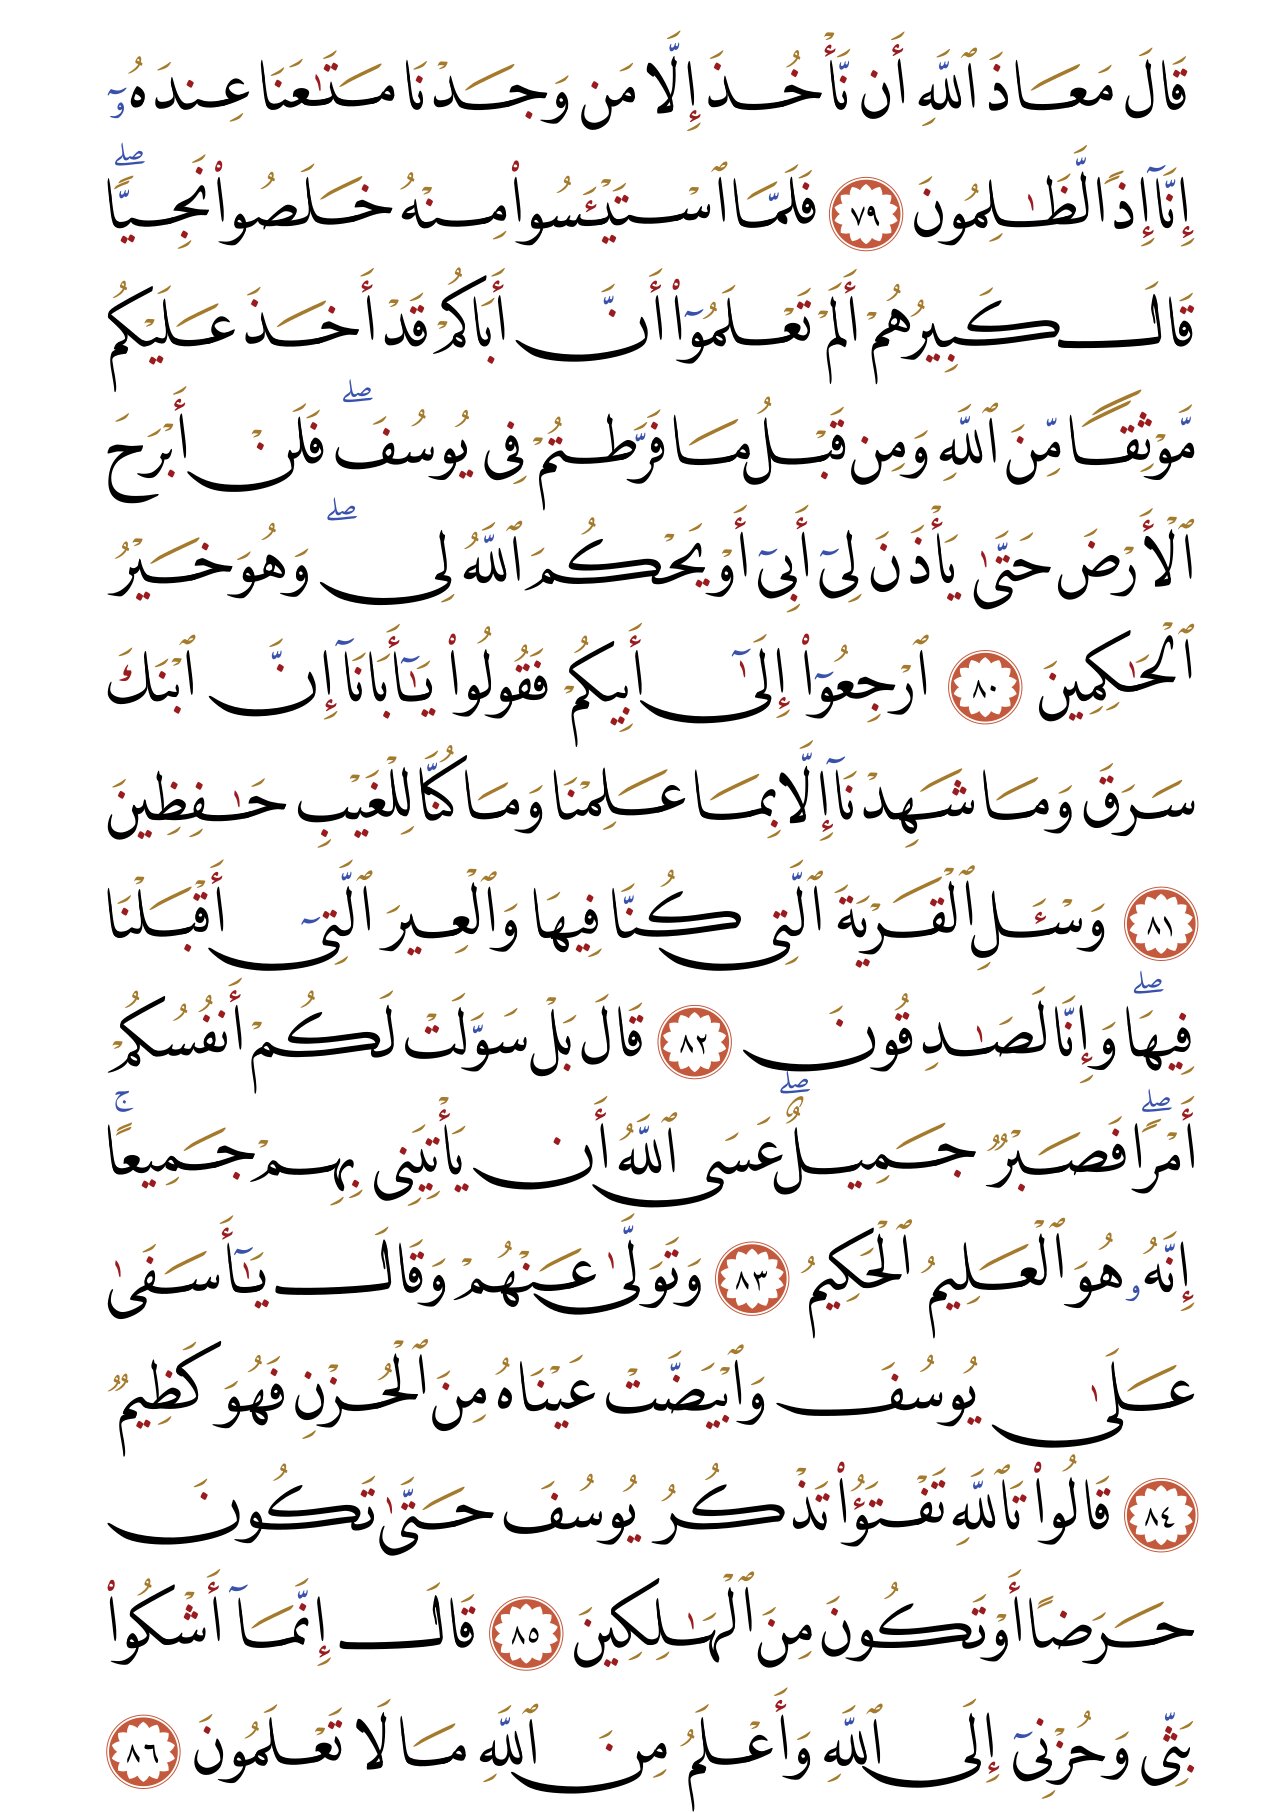 قَالَ مَعَاذَ ٱللَّهِ أَن نَّأْخُذَ إِلَّا مَن وَجَدْنَا مَتَٰعَنَا عِندَهُۥٓ
إِنَّآ إِذًا لَّظَٰلِمُونَ ٧٩ فَلَمَّا ٱسْتَيْـَٔسُوا۟ مِنْهُ خَلَصُوا۟ نَجِيًّاۖ
قَالَ كَبِيرُهُمْ أَلَمْ تَعْلَمُوٓا۟ أَنَّ أَبَاكُمْ قَدْ أَخَذَ عَلَيْكُم
مَّوْثِقًا مِّنَ ٱللَّهِ وَمِن قَبْلُ مَا فَرَّطتُمْ فِى يُوسُفَۖ فَلَنْ أَبْرَحَ
ٱلْأَرْضَ حَتَّىٰ يَأْذَنَ لِىٓ أَبِىٓ أَوْ يَحْكُمَ ٱللَّهُ لِىۖ وَهُوَ خَيْرُ
ٱلْحَٰكِمِينَ ٨٠ ٱرْجِعُوٓا۟ إِلَىٰٓ أَبِيكُمْ فَقُولُوا۟ يَٰٓأَبَانَآ إِنَّ ٱبْنَكَ
سَرَقَ وَمَا شَهِدْنَآ إِلَّا بِمَا عَلِمْنَا وَمَا كُنَّا لِلْغَيْبِ حَٰفِظِينَ
٨١ وَسْـَٔلِ ٱلْقَرْيَةَ ٱلَّتِى كُنَّا فِيهَا وَٱلْعِيرَ ٱلَّتِىٓ أَقْبَلْنَا
فِيهَاۖ وَإِنَّا لَصَٰدِقُونَ ٨٢ قَالَ بَلْ سَوَّلَتْ لَكُمْ أَنفُسُكُمْ
أَمْرًاۖ فَصَبْرٌ جَمِيلٌۖ عَسَى ٱللَّهُ أَن يَأْتِيَنِى بِهِمْ جَمِيعًاۚ
إِنَّهُۥ هُوَ ٱلْعَلِيمُ ٱلْحَكِيمُ ٨٣ وَتَوَلَّىٰ عَنْهُمْ وَقَالَ يَٰٓأَسَفَىٰ
عَلَىٰ يُوسُفَ وَٱبْيَضَّتْ عَيْنَاهُ مِنَ ٱلْحُزْنِ فَهُوَ كَظِيمٌ
٨٤ قَالُوا۟ تَٱللَّهِ تَفْتَؤُا۟ تَذْكُرُ يُوسُفَ حَتَّىٰ تَكُونَ
حَرَضًا أَوْ تَكُونَ مِنَ ٱلْهَٰلِكِينَ ٨٥ قَالَ إِنَّمَآ أَشْكُوا۟
بَثِّى وَحُزْنِىٓ إِلَى ٱللَّهِ وَأَعْلَمُ مِنَ ٱللَّهِ مَا لَا تَعْلَمُونَ ٨٦